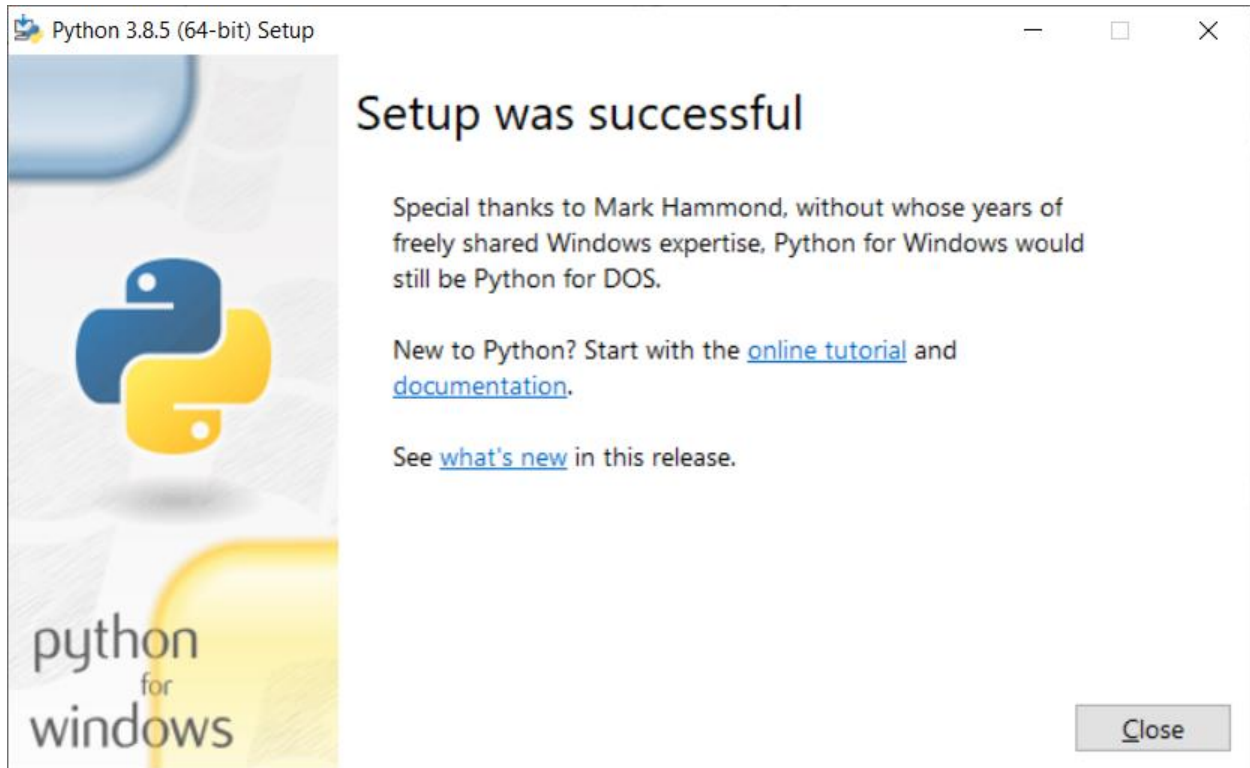 Python 3.8.5 (64-bit) Setup
Setup was successful
Special thanks to Mark Hammond, without whose years of
freely shared Windows expertise, Python for Windows would
still be Python for DOS.
New to Python? Start with the online tutorial and
documentation.
See what's new in this release.
python
for
windows
Close